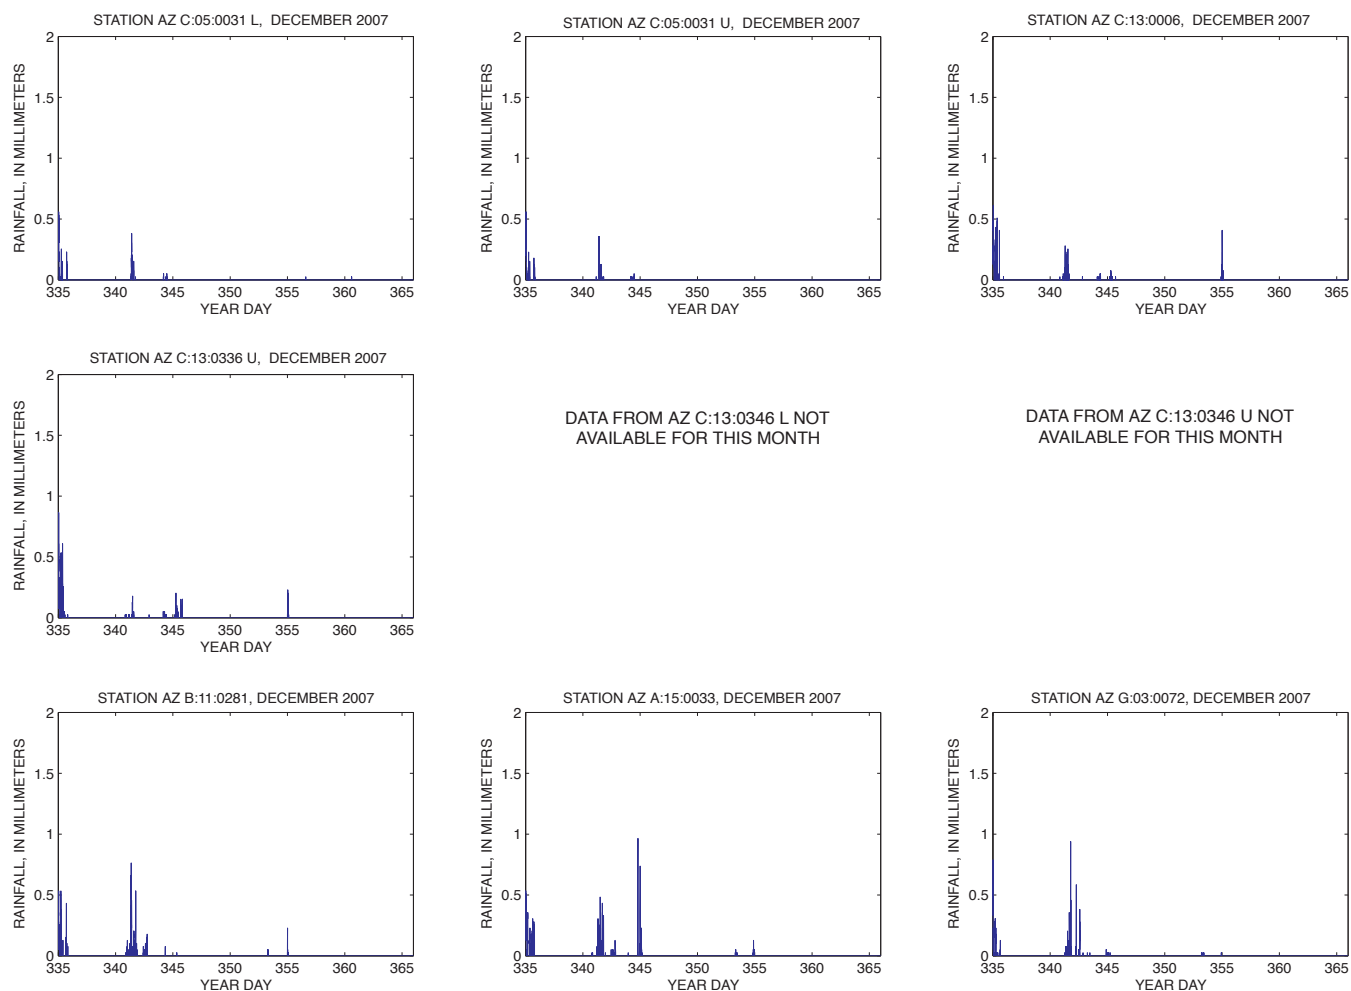 STATION AZ C:05:0031 L,  DECEMBER 2007
RAINFALL, IN MILLIMETERS
2
1.5
1
0.5
0
335 340 345 350 355 360 365
YEAR DAY
STATION AZ C:05:0031 U,  DECEMBER 2007
RAINFALL, IN MILLIMETERS
2
1.5
1
0.5
0
335 340 345 350 355 360 365
YEAR DAY
STATION AZ C:13:0006,  DECEMBER 2007
RAINFALL, IN MILLIMETERS
2
1.5
1
0.5
0
335 340 345 350 355 360 365
YEAR DAY
STATION AZ C:13:0336 U,  DECEMBER 2007
RAINFALL, IN MILLIMETERS
2
1.5
1
0.5
0
335 340 345 350 355 360 365
YEAR DAY
DATA FROM AZ C:13:0346 L NOT
AVAILABLE FOR THIS MONTH
DATA FROM AZ C:13:0346 U NOT
AVAILABLE FOR THIS MONTH
STATION AZ B:11:0281, DECEMBER 2007
RAINFALL, IN MILLIMETERS
2
1.5
1
0.5
0
335 340 345 350 355 360 365
YEAR DAY
STATION AZ A:15:0033, DECEMBER 2007
RAINFALL, IN MILLIMETERS
2
1.5
1
0.5
0
335 340 345 350 355 360 365
YEAR DAY
STATION AZ G:03:0072, DECEMBER 2007
RAINFALL, IN MILLIMETERS
2
1.5
1
0.5
0
335 340 345 350 355 360 365
YEAR DAY